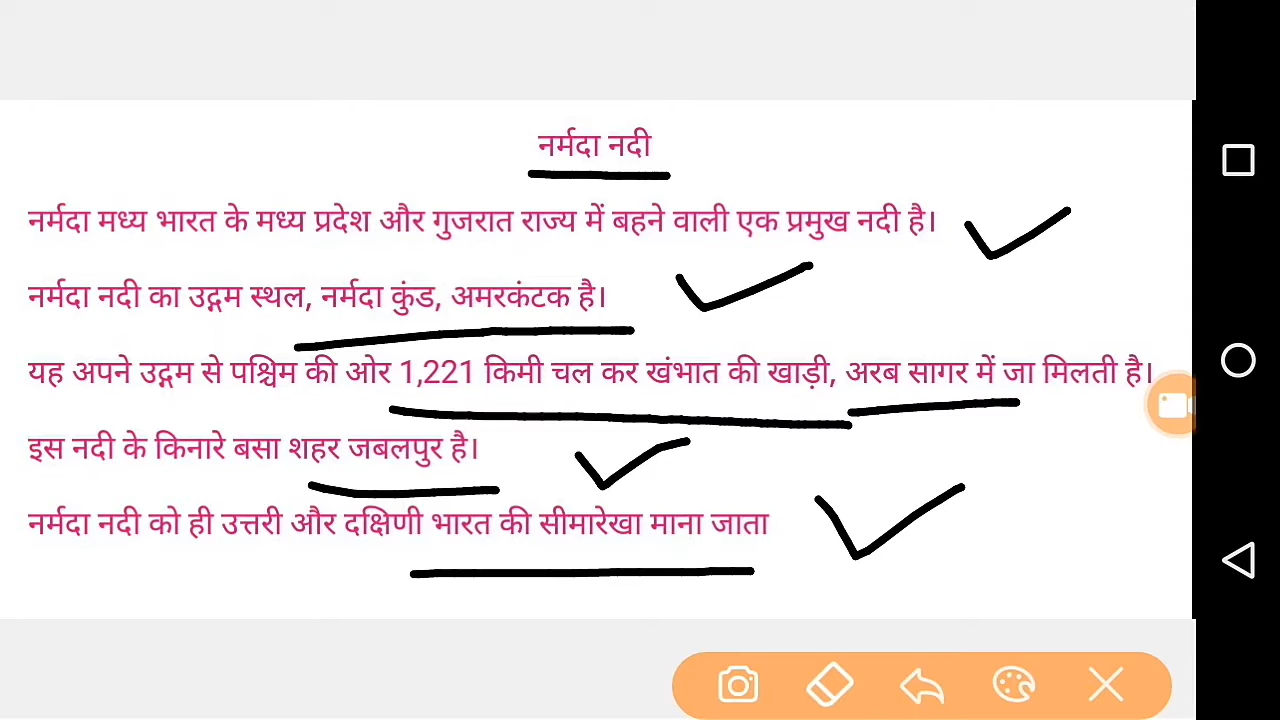 नर्मदा नदी
नर्मदा मध्य भारत के मध्य प्रदेश और गुजरात राज्य में बहने वाली एक प्रमुख नदी है।
नर्मदा नदी का उद्गम स्थल, नर्मदा कुंड, अमरकंटक है।
यह अपने उद्गम से पश्चिम की ओर 1,221 किमी चल कर खंभात की खाड़ी, अरब सागर में जा मिलती है।
इस नदी के किनारे बसा शहर जबलपुर है।
नर्मदा नदी को ही उत्तरी और दक्षिणी भारत की सीमारेखा माना जाता